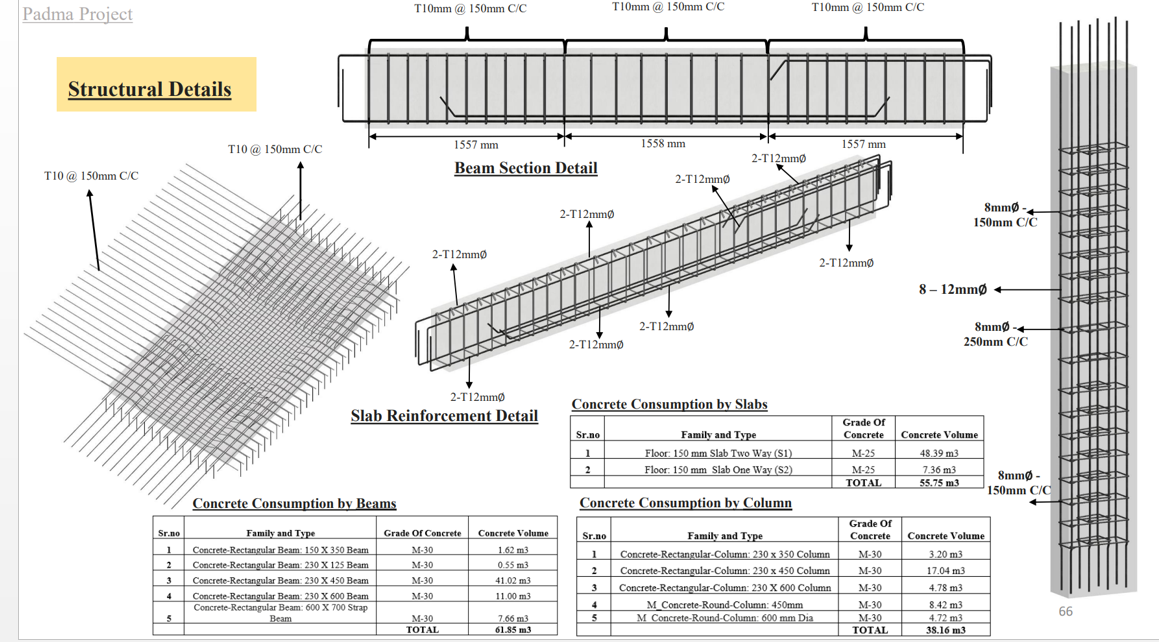 Padma Project
T10mm @ 150mm C/C
T10mm @ 150mm C/C
T10mm @ 150mm C/C
Structural Details
1557 mm
1558 mm
1557 mm
Beam Section Detail
T10 @ 150mm C/C
T10 @ 150mm C/C
2-T12mmØ
2-T12mmØ
2-T12mmØ
2-T12mmØ
2-T12mmØ
2-T12mmØ
2-T12mmØ
2-T12mmØ
Slab Reinforcement Detail
8mmØ -
150mm C/C
8 – 12mmØ
8mmØ -
250mm C/C
8mmØ -
150mm C/C
Concrete Consumption by Slabs
Sr.no Family and Type Grade Of Concrete Concrete Volume
1 Floor: 150 mm Slab Two Way (S1) M-25 48.39 m3
2 Floor: 150 mm Slab One Way (S2) M-25 7.36 m3
TOTAL 55.75 m3
Concrete Consumption by Beams
Sr.no Family and Type Grade Of Concrete Concrete Volume
1 Concrete-Rectangular Beam: 150 X 350 Beam M-30 1.62 m3
2 Concrete-Rectangular Beam: 230 X 125 Beam M-30 0.55 m3
3 Concrete-Rectangular Beam: 230 X 450 Beam M-30 41.02 m3
4 Concrete-Rectangular Beam: 230 X 600 Beam M-30 11.00 m3
5 Concrete-Rectangular Beam: 600 X 700 Strap Beam M-30 7.66 m3
TOTAL 61.85 m3
Concrete Consumption by Column
Sr.no Family and Type Grade Of Concrete Concrete Volume
1 Concrete-Rectangular-Column: 230 x 350 Column M-30 3.20 m3
2 Concrete-Rectangular-Column: 230 x 450 Column M-30 17.04 m3
3 Concrete-Rectangular-Column: 230 X 600 Column M-30 4.78 m3
4 M_Concrete-Round-Column: 450mm M-30 8.42 m3
5 M_Concrete-Round-Column: 600 mm Dia M-30 4.72 m3
TOTAL 38.16 m3
66